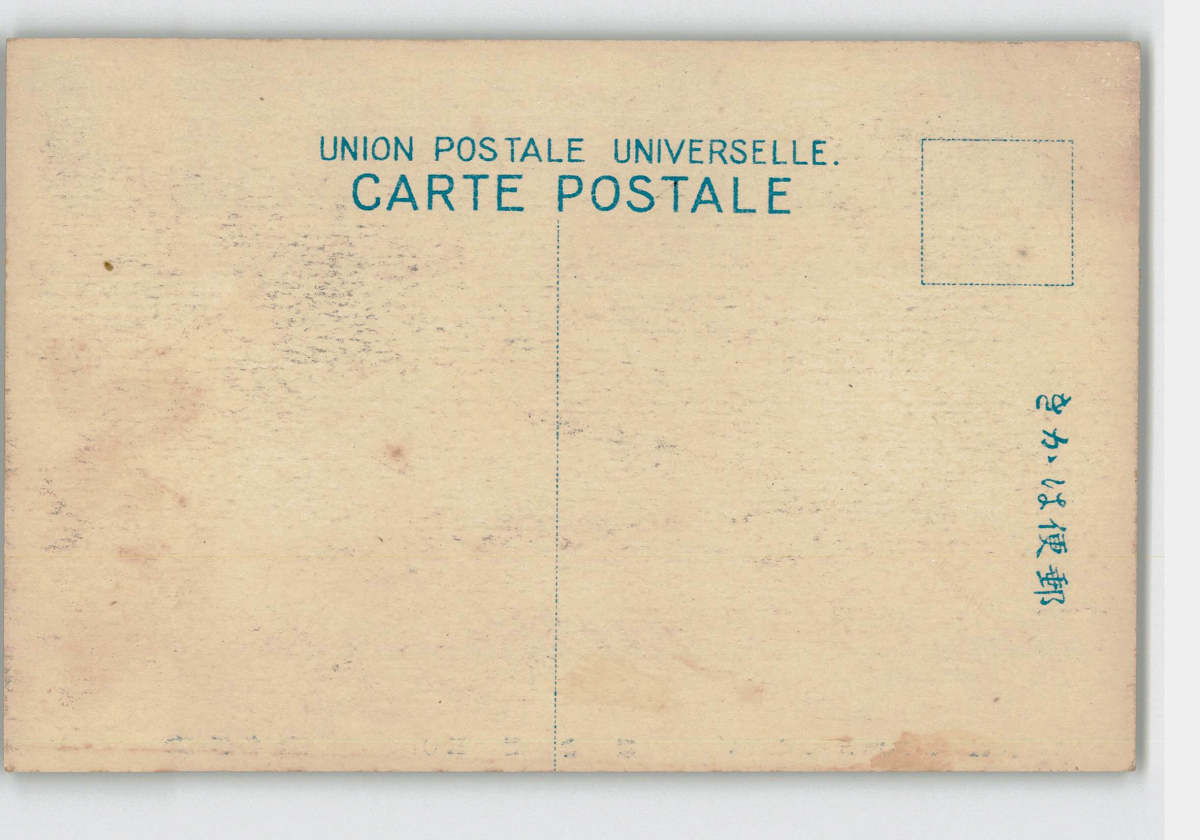 UNION POSTALE UNIVERSELLE.
CARTE POSTALE
きかは便郵